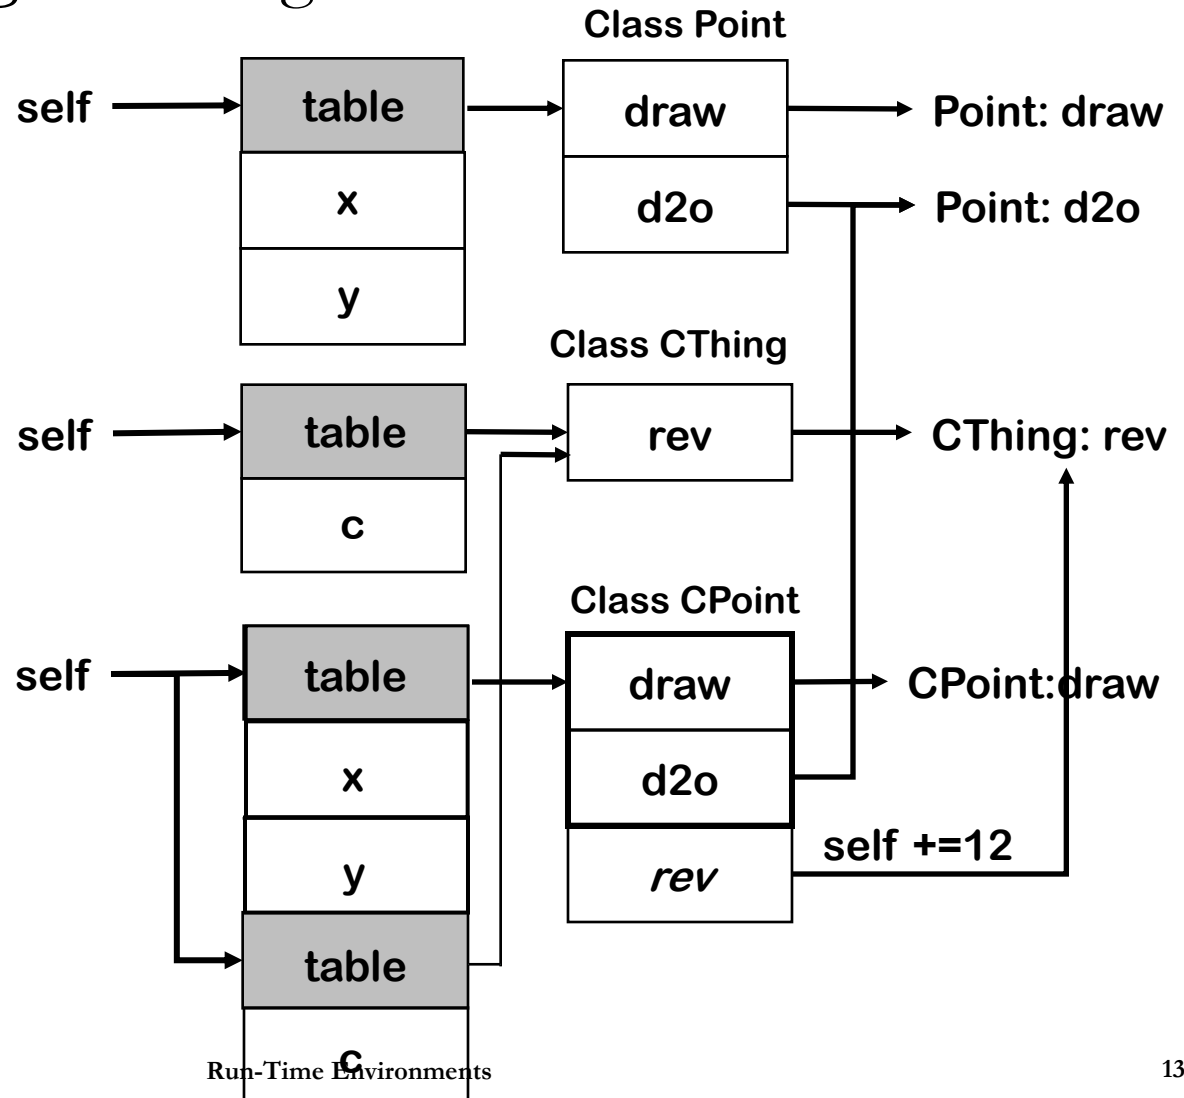 Class Point
self
table
draw
Point: draw
x
d2o
Point: d2o
y
Class CThing
self
table
rev
CThing: rev
c
Class CPoint
self
table
draw
CPoint:draw
x
d2o
y
rev
self +=12
table
c
Run-Time Environments
13